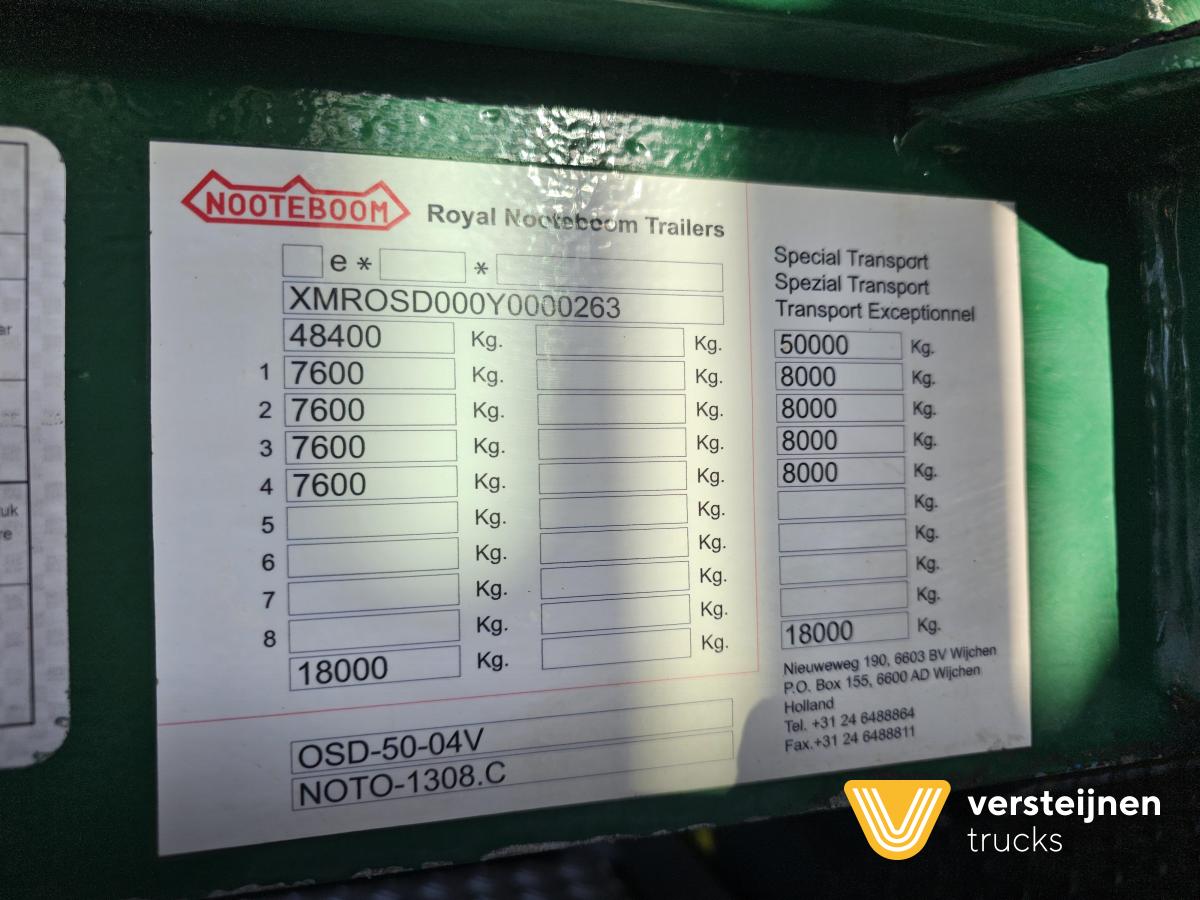 NOOTEBOOM
Royal Nooteboom Trailers
e * *
XMROSD000Y0000263
48400 Kg. Kg.
1 7600 Kg. Kg.
2 7600 Kg. Kg.
3 7600 Kg. Kg.
4 7600 Kg. Kg.
5 Kg. Kg.
6 Kg. Kg.
7 Kg. Kg.
8 Kg. Kg.
18000 Kg. Kg.
OSD-50-04V
NOTO-1308.C
Special Transport
Spezial Transport
Transport Exceptionnel
50000 Kg.
8000 Kg.
8000 Kg.
8000 Kg.
8000 Kg.
Kg.
Kg.
Kg.
Kg.
18000 Kg.
Nieuweweg 190, 6603 BV Wijchen
P.O. Box 155, 6600 AD Wijchen
Holland
Tel. +31 24 6488864
Fax.+31 24 6488811
versteijnen
trucks